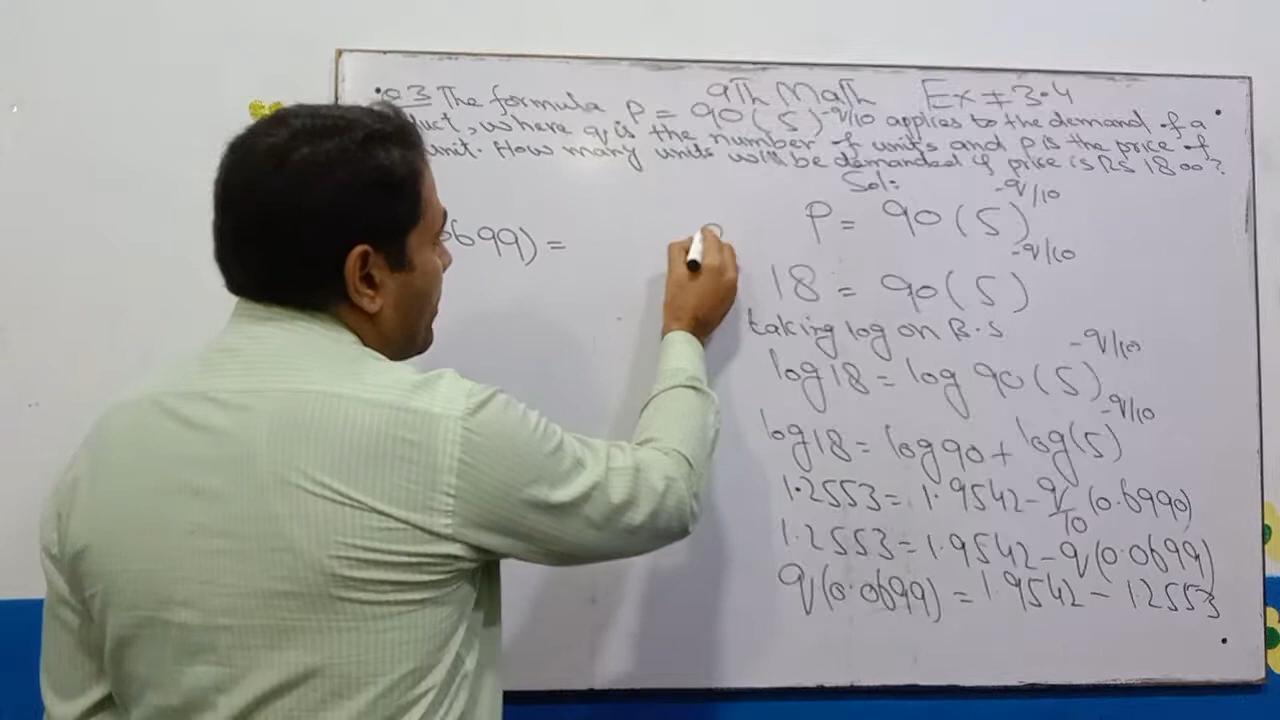 9Th Math Ex # 3.4
Q.3 The formula P = 90(5)^-q/10 applies to the demand of a
duct, where q is the number of units and P is the price of
unit. How many units will be demanded if price is Rs 18.00?
Sol:
P = 90(5)^-q/10
18 = 90(5)^-q/10
taking log on B.S
log 18 = log 90(5)^-q/10
log 18 = log 90 + log(5)^-q/10
1.2553 = 1.9542 - q/10 (0.6990)
1.2553 = 1.9542 - q(0.0699)
q(0.0699) = 1.9542 - 1.2553
0699) =